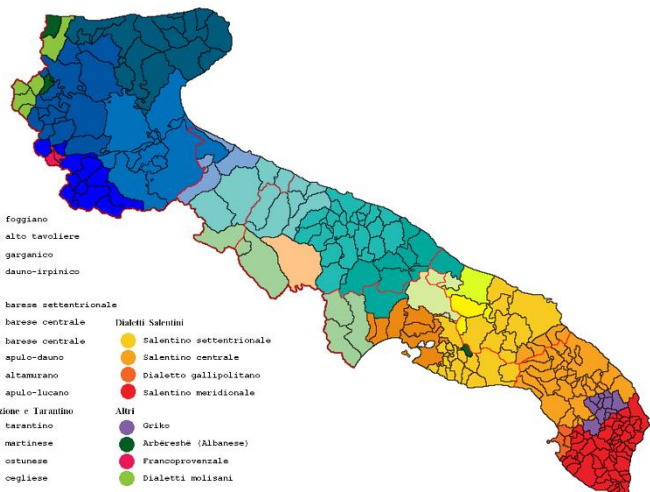 foggiano
alto tavoliere
garganico
dauno-irpinico
barese settentrionale
barese centrale
barese centrale
apulo-dauno
altamurano
apulo-lucano
zione e Tarantino
tarantino
martinese
ostunese
cegliese
Dialetti Salentini
Salentino settentrionale
Salentino centrale
Dialetto gallipolitano
Salentino meridionale
Altri
Griko
Arbëreshë (Albanese)
Francoprovenzale
Dialetti molisani